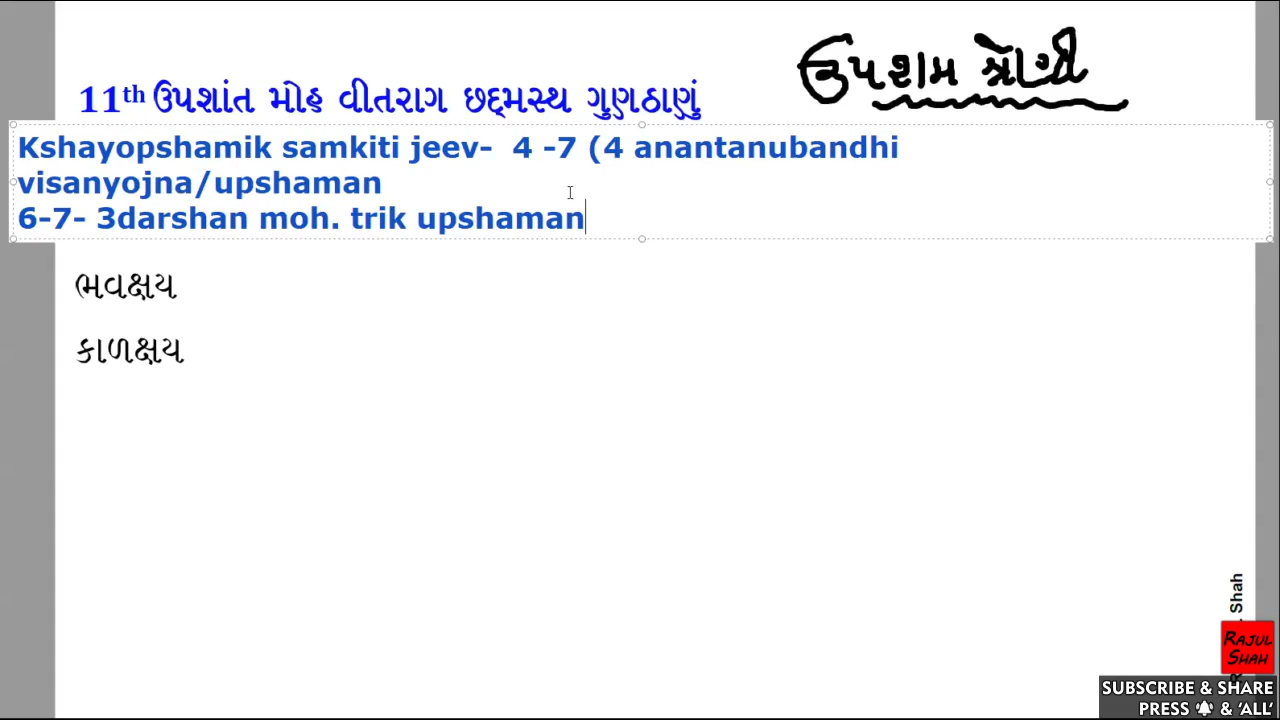 ઉપશમ શ્રેણી
11th ઉપશાંત મોહ વીતરાગ છદ્મસ્થ ગુણઠાણું
Kshayopshamik samkiti jeev-  4 -7 (4 anantanubandhi
visanyojna/upshaman
6-7- 3darshan moh. trik upshaman
ભવક્ષય
કાળક્ષય
Shah
RAJUL
SHAH
SUBSCRIBE & SHARE
PRESS 🔔 & 'ALL'